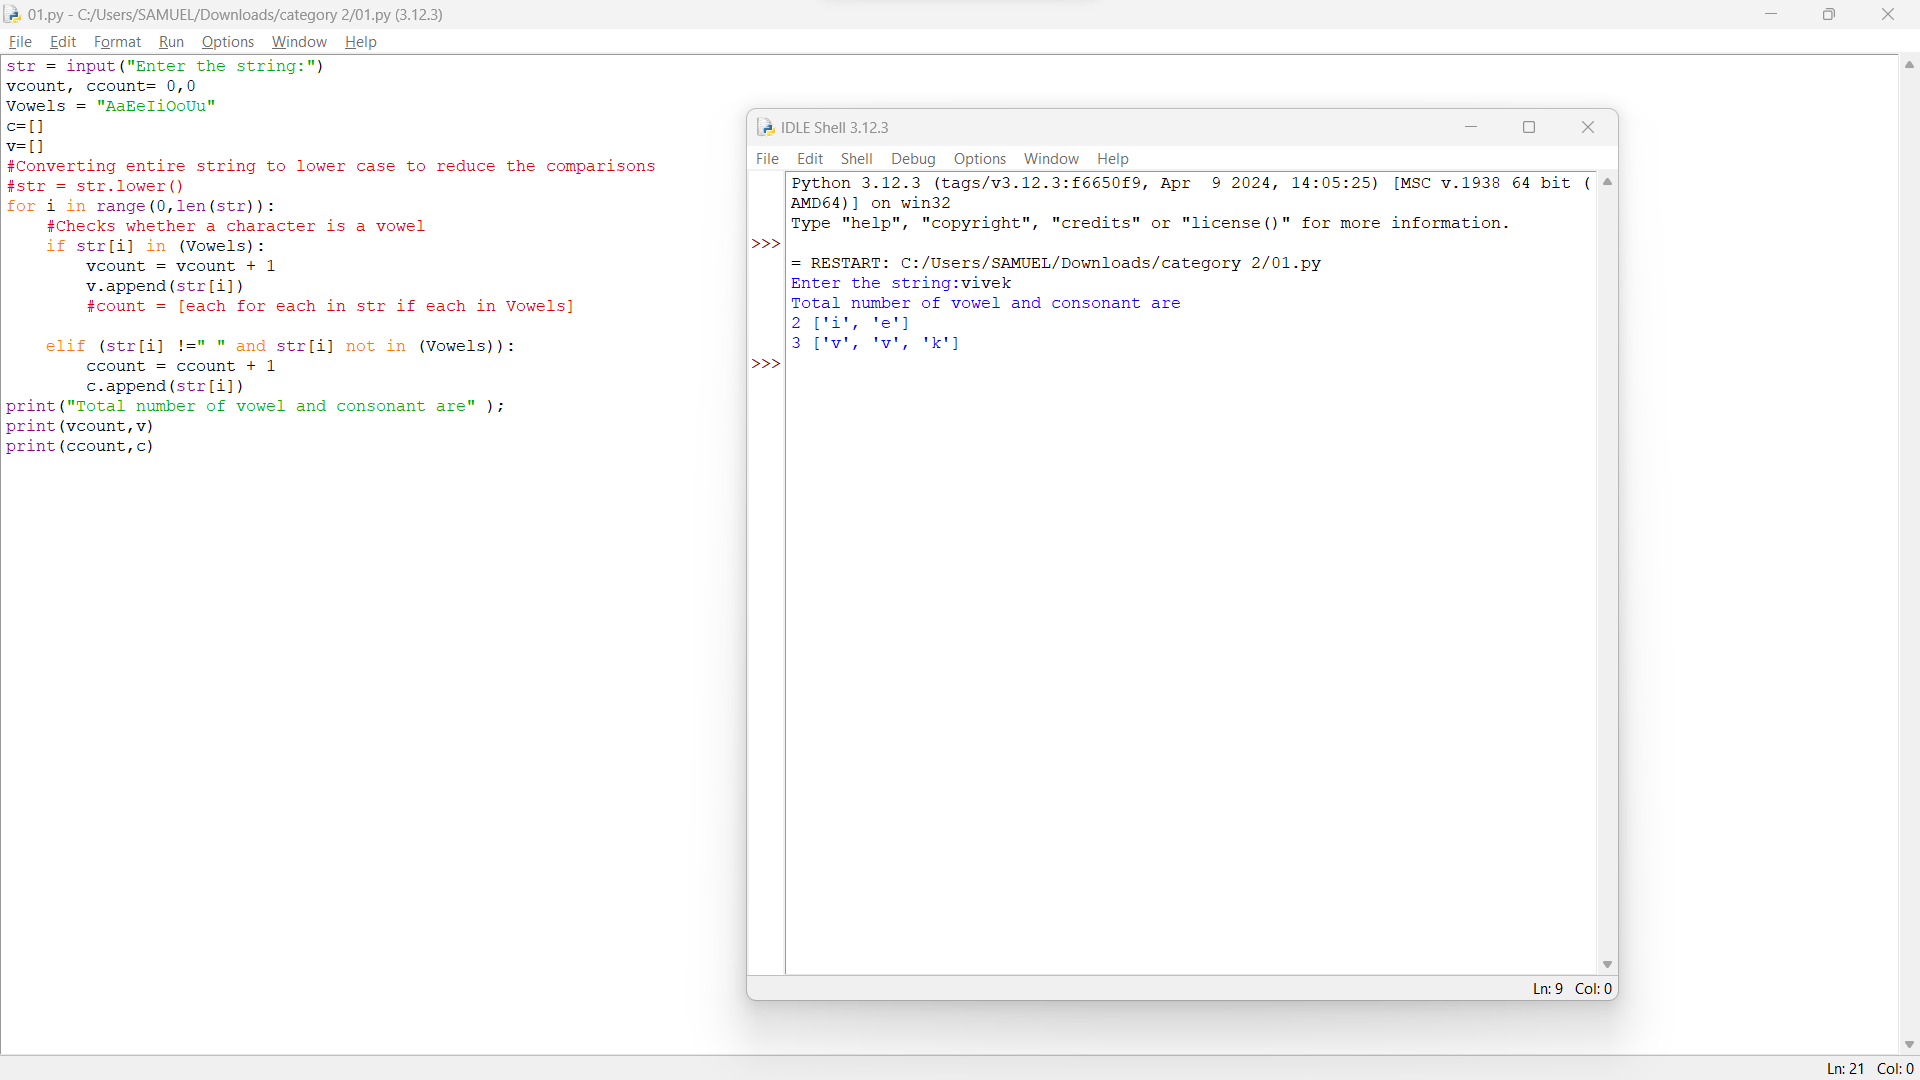 01.py - C:/Users/SAMUEL/Downloads/category 2/01.py (3.12.3)
File Edit Format Run Options Window Help
str = input("Enter the string:")
vcount, ccount= 0,0
Vowels = "AaEeIiOoUu"
c=[]
v=[]
#Converting entire string to lower case to reduce the comparisons
#str = str.lower()
for i in range(0,len(str)):
    #Checks whether a character is a vowel
    if str[i] in (Vowels):
        vcount = vcount + 1
        v.append(str[i])
        #count = [each for each in str if each in Vowels]
    elif (str[i] !=" " and str[i] not in (Vowels)):
        ccount = ccount + 1
        c.append(str[i])
print("Total number of vowel and consonant are" );
print(vcount,v)
print(ccount,c)
IDLE Shell 3.12.3
File Edit Shell Debug Options Window Help
Python 3.12.3 (tags/v3.12.3:f6650f9, Apr  9 2024, 14:05:25) [MSC v.1938 64 bit (
AMD64)] on win32
Type "help", "copyright", "credits" or "license()" for more information.
>>>
= RESTART: C:/Users/SAMUEL/Downloads/category 2/01.py
Enter the string:vivek
Total number of vowel and consonant are
2 ['i', 'e']
3 ['v', 'v', 'k']
>>>
Ln: 9 Col: 0
Ln: 21 Col: 0